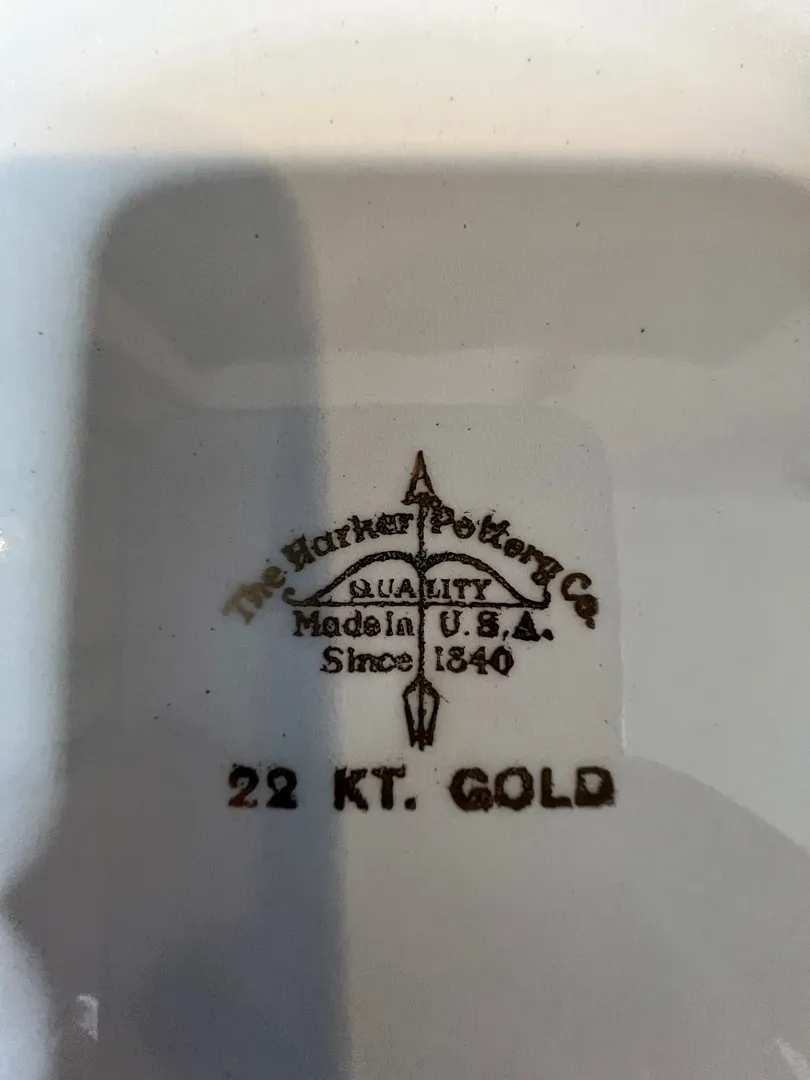 The Harker Pottery Co.
QUALITY
Made in U.S.A.
Since 1840
22 KT. GOLD